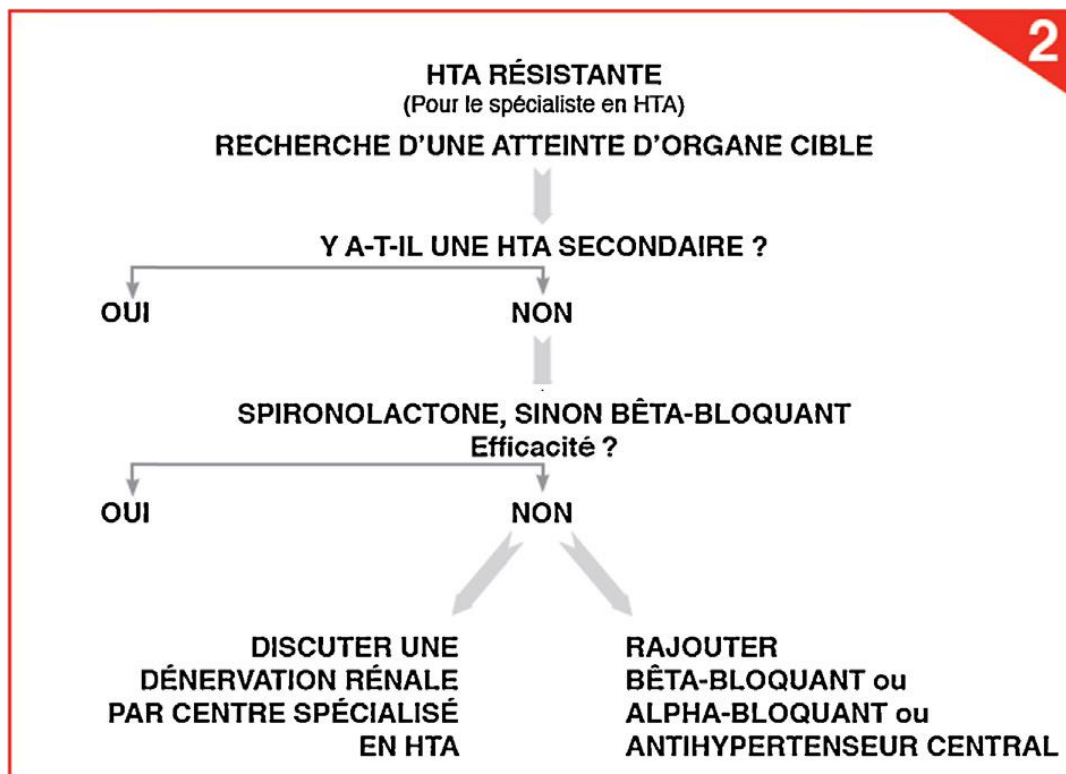 2
HTA RÉSISTANTE
(Pour le spécialiste en HTA)
RECHERCHE D'UNE ATTEINTE D'ORGANE CIBLE
Y A-T-IL UNE HTA SECONDAIRE ?
OUI
NON
SPIRONOLACTONE, SINON BÊTA-BLOQUANT
Efficacité ?
OUI
NON
DISCUTER UNE
DÉNERVATION RÉNALE
PAR CENTRE SPÉCIALISÉ
EN HTA
RAJOUTER
BÊTA-BLOQUANT ou
ALPHA-BLOQUANT ou
ANTIHYPERTENSEUR CENTRAL